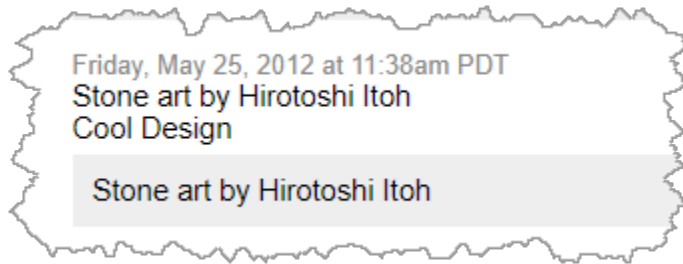 Friday, May 25, 2012 at 11:38am PDT
Stone art by Hirotoshi Itoh
Cool Design
Stone art by Hirotoshi Itoh